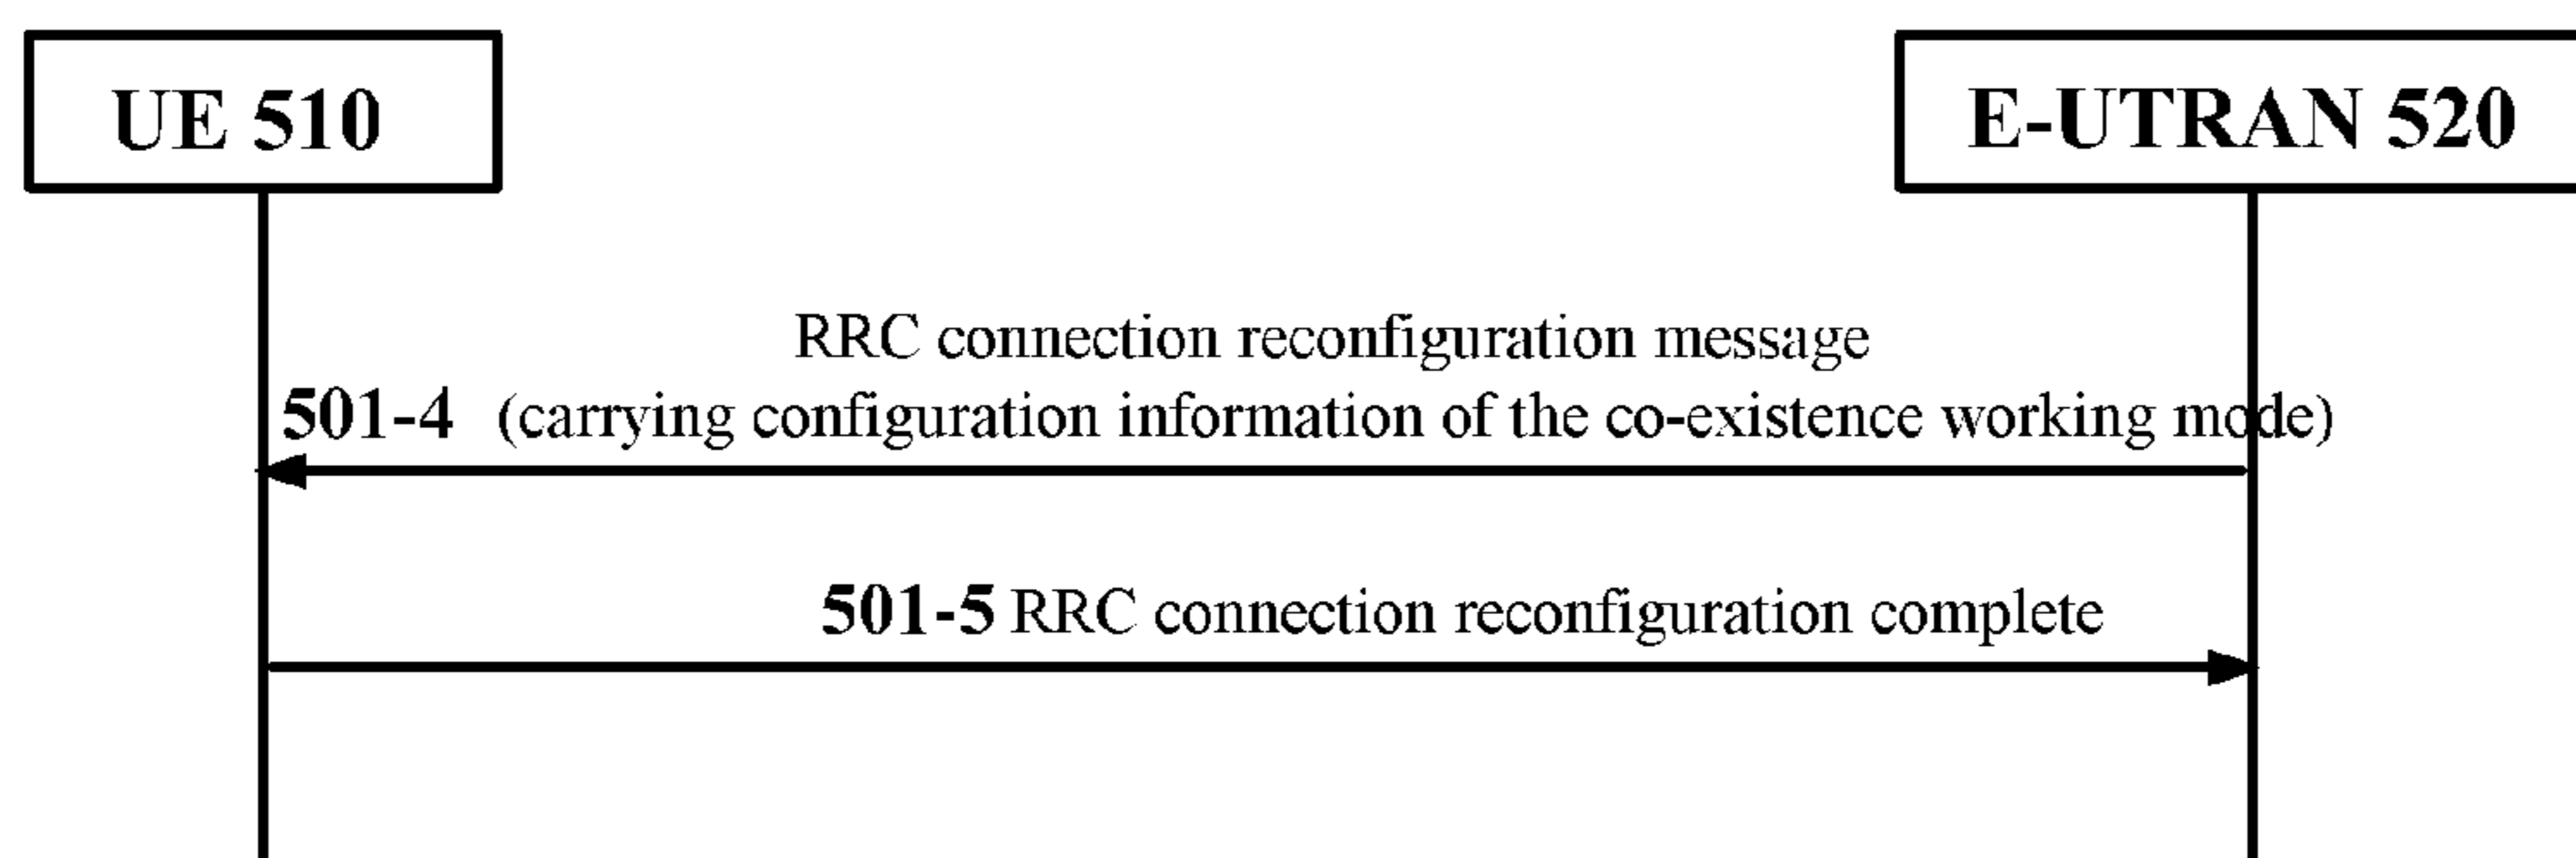 UE 510
E-UTRAN 520
RRC connection reconfiguration message
501-4 (carrying configuration information of the co-existence working mode)
501-5 RRC connection reconfiguration complete